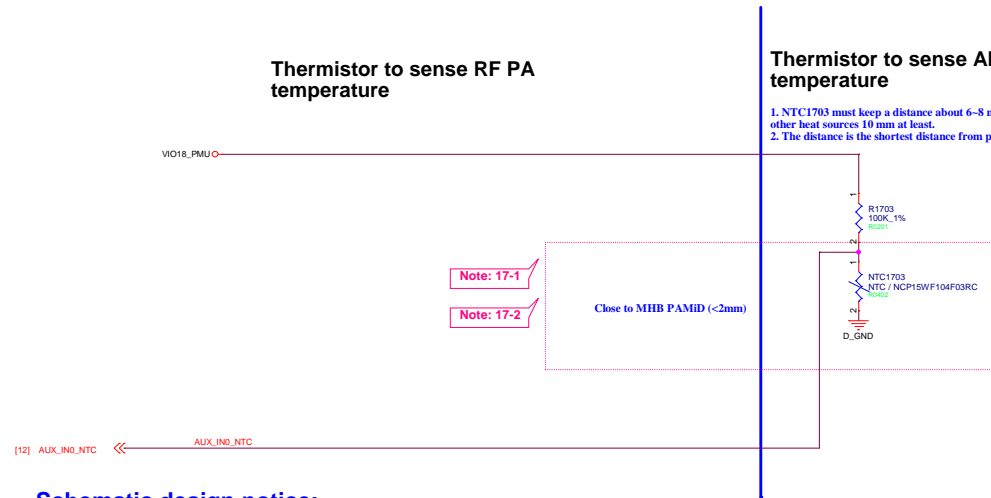 Thermistor to sense RF PA
temperature
Thermistor to sense
temperature
1. NTC1703 must keep a distance about 6~8
other heat sources 10 mm at least.
2. The distance is the shortest distance from
VIO18_PMU
1
R1703
100K_1%
R0201
2
1
NTC1703
NTC / NCP15WF104F03RC
R0402
2
D_GND
Note: 17-1
Note: 17-2
Close to MHB PAMiD (<2mm)
[12] AUX_IN0_NTC
AUX_IN0_NTC
Schematic design notice: